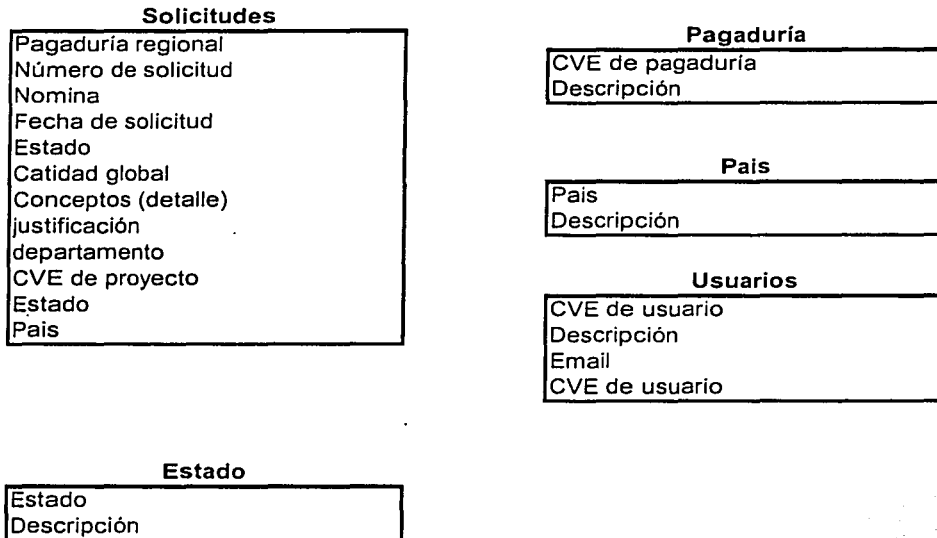 Solicitudes
Pagaduría regional
Número de solicitud
Nomina
Fecha de solicitud
Estado
Catidad global
Conceptos (detalle)
justificación
departamento
CVE de proyecto
Estado
Pais
Pagaduría
CVE de pagaduría
Descripción
Pais
Pais
Descripción
Usuarios
CVE de usuario
Descripción
Email
CVE de usuario
Estado
Estado
Descripción